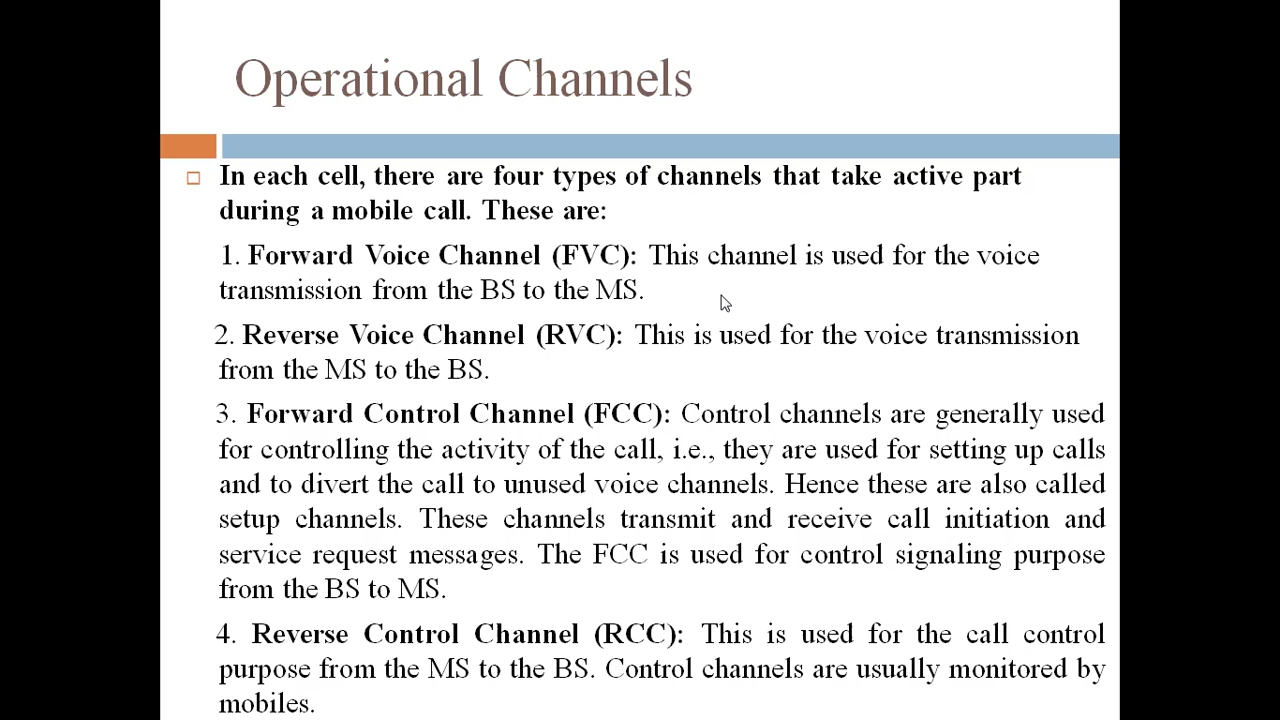 Operational Channels
In each cell, there are four types of channels that take active part
during a mobile call. These are:
1. Forward Voice Channel (FVC): This channel is used for the voice
transmission from the BS to the MS.
2. Reverse Voice Channel (RVC): This is used for the voice transmission
from the MS to the BS.
3. Forward Control Channel (FCC): Control channels are generally used
for controlling the activity of the call, i.e., they are used for setting up calls
and to divert the call to unused voice channels. Hence these are also called
setup channels. These channels transmit and receive call initiation and
service request messages. The FCC is used for control signaling purpose
from the BS to MS.
4. Reverse Control Channel (RCC): This is used for the call control
purpose from the MS to the BS. Control channels are usually monitored by
mobiles.